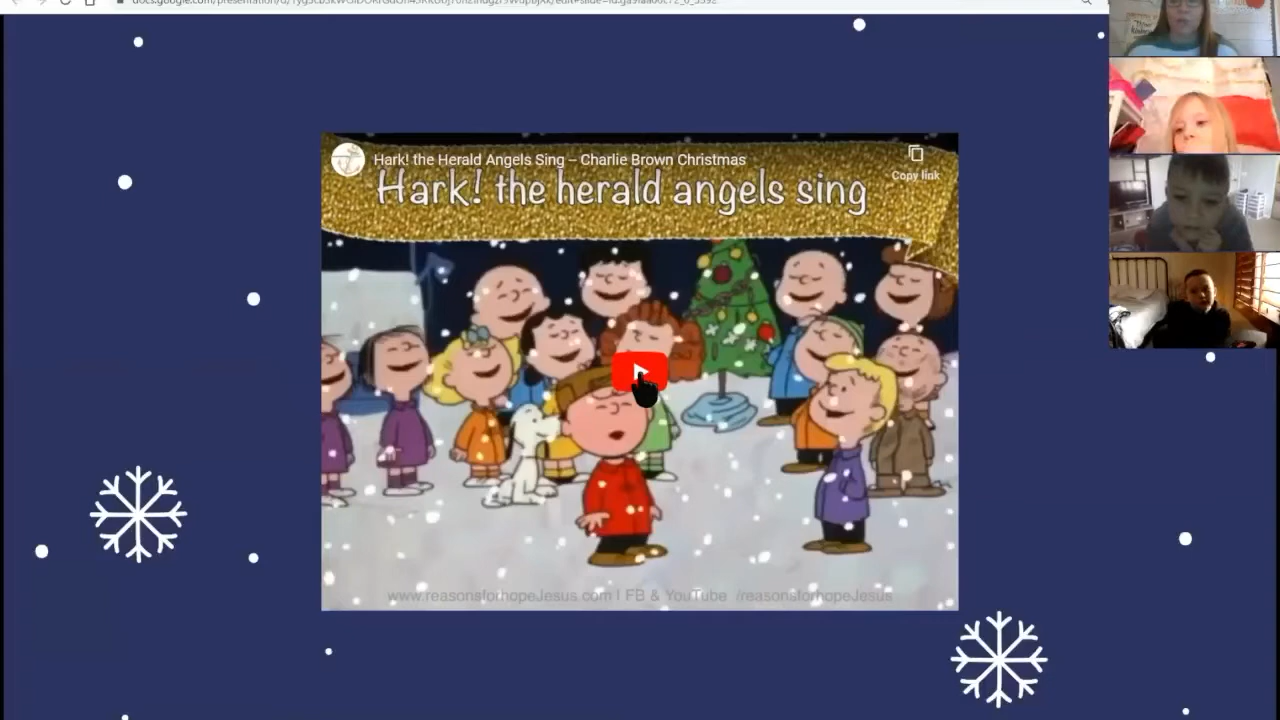 Hark! the Herald Angels Sing – Charlie Brown Christmas
Copy link
Hark! the herald angels sing
www.reasonsforhopeJesus.com | FB & YouTube /reasonsforhopeJesus